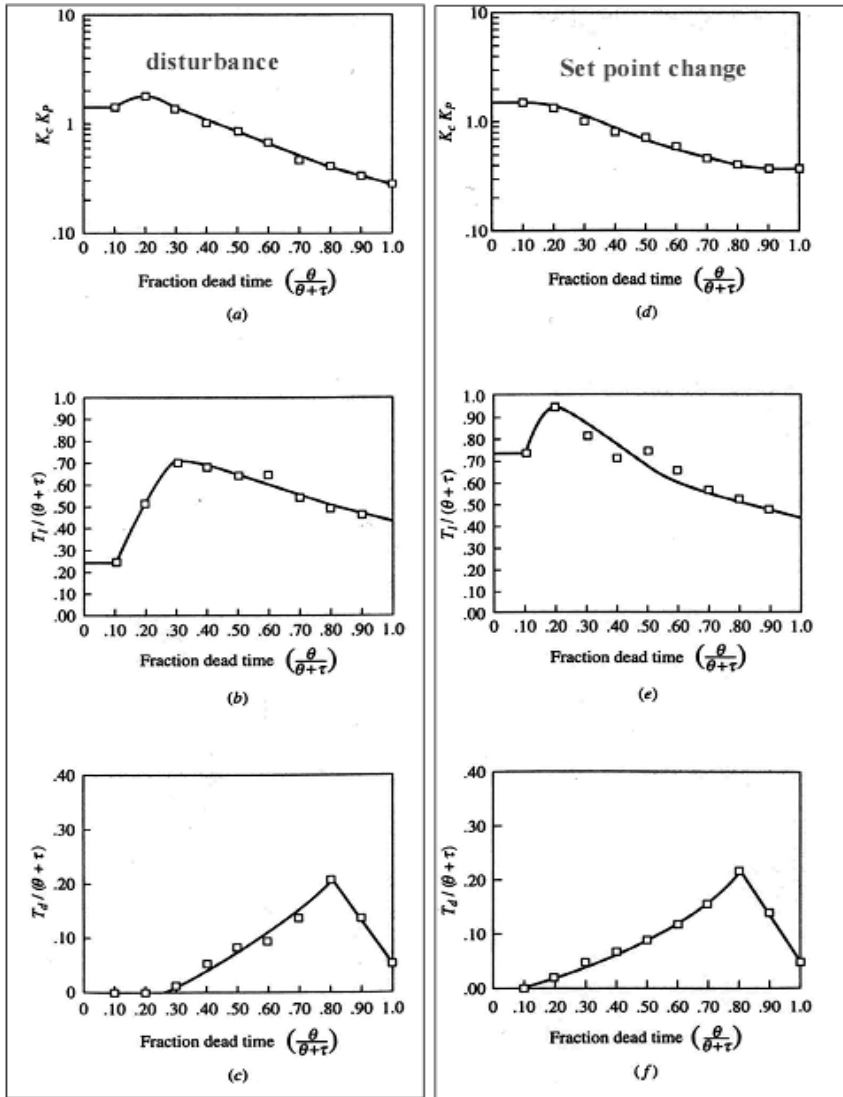 disturbance
10
1
.10
K_c K_P
0 .10 .20 .30 .40 .50 .60 .70 .80 .90 1.0
Fraction dead time (θ/(θ+τ))
(a)
1.0
.90
.80
.70
.60
.50
.40
.30
.20
.10
.00
T_I / (θ + τ)
0 .10 .20 .30 .40 .50 .60 .70 .80 .90 1.0
Fraction dead time (θ/(θ+τ))
(b)
.40
.30
.20
.10
0
T_d / (θ + τ)
0 .10 .20 .30 .40 .50 .60 .70 .80 .90 1.0
Fraction dead time (θ/(θ+τ))
(c)
Set point change
10
1.0
.10
K_c K_P
0 .10 .20 .30 .40 .50 .60 .70 .80 .90 1.0
Fraction dead time (θ/(θ+τ))
(d)
1.0
.90
.80
.70
.60
.50
.40
.30
.20
.10
.00
T_I / (θ + τ)
0 .10 .20 .30 .40 .50 .60 .70 .80 .90 1.0
Fraction dead time (θ/(θ+τ))
(e)
.40
.30
.20
.10
.00
T_d / (θ + τ)
0 .10 .20 .30 .40 .50 .60 .70 .80 .90 1.0
Fraction dead time (θ/(θ+τ))
(f)